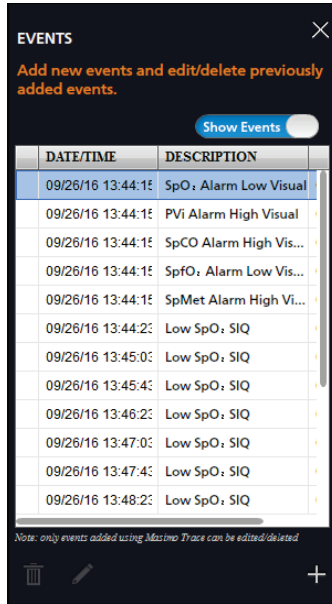 EVENTS
Add new events and edit/delete previously
added events.
Show Events
DATE/TIME DESCRIPTION
09/26/16 13:44:15 SpO₂ Alarm Low Visual
09/26/16 13:44:15 PVi Alarm High Visual
09/26/16 13:44:15 SpCO Alarm High Vis...
09/26/16 13:44:15 SpfO₂ Alarm Low Vis...
09/26/16 13:44:15 SpMet Alarm High Vi...
09/26/16 13:44:23 Low SpO₂ SIQ
09/26/16 13:45:03 Low SpO₂ SIQ
09/26/16 13:45:43 Low SpO₂ SIQ
09/26/16 13:46:23 Low SpO₂ SIQ
09/26/16 13:47:03 Low SpO₂ SIQ
09/26/16 13:47:43 Low SpO₂ SIQ
09/26/16 13:48:23 Low SpO₂ SIQ
Note: only events added using Masimo Trace can be edited/deleted